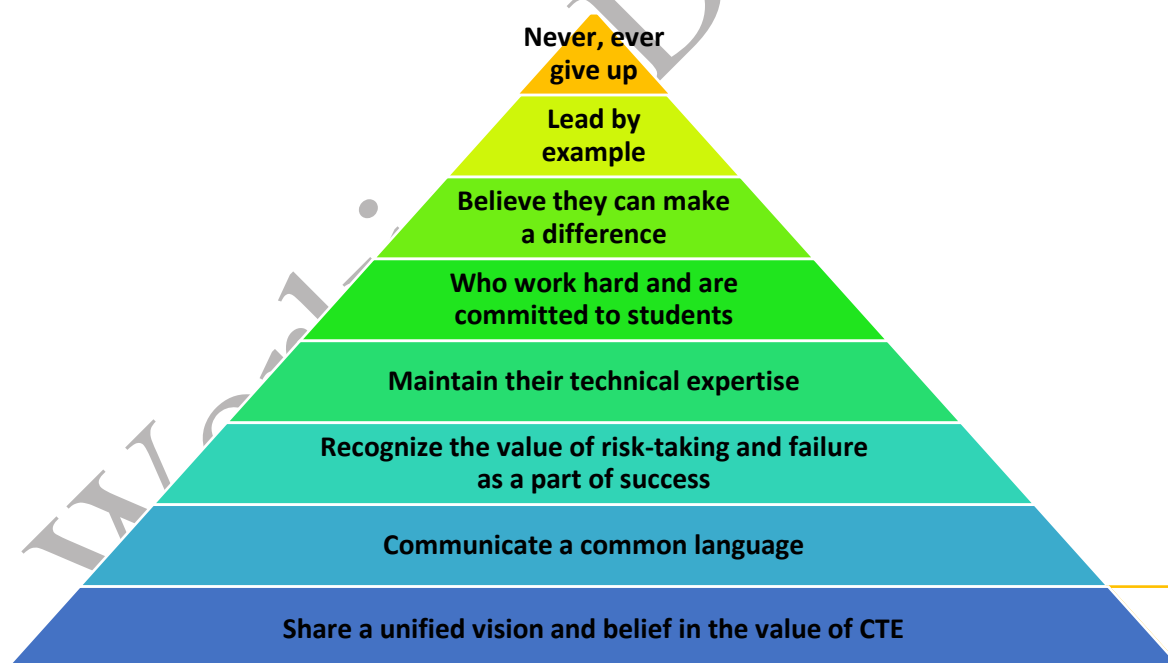 Never, ever
give up
Lead by
example
Believe they can make
a difference
Who work hard and are
committed to students
Maintain their technical expertise
Recognize the value of risk-taking and failure
as a part of success
Communicate a common language
Share a unified vision and belief in the value of CTE